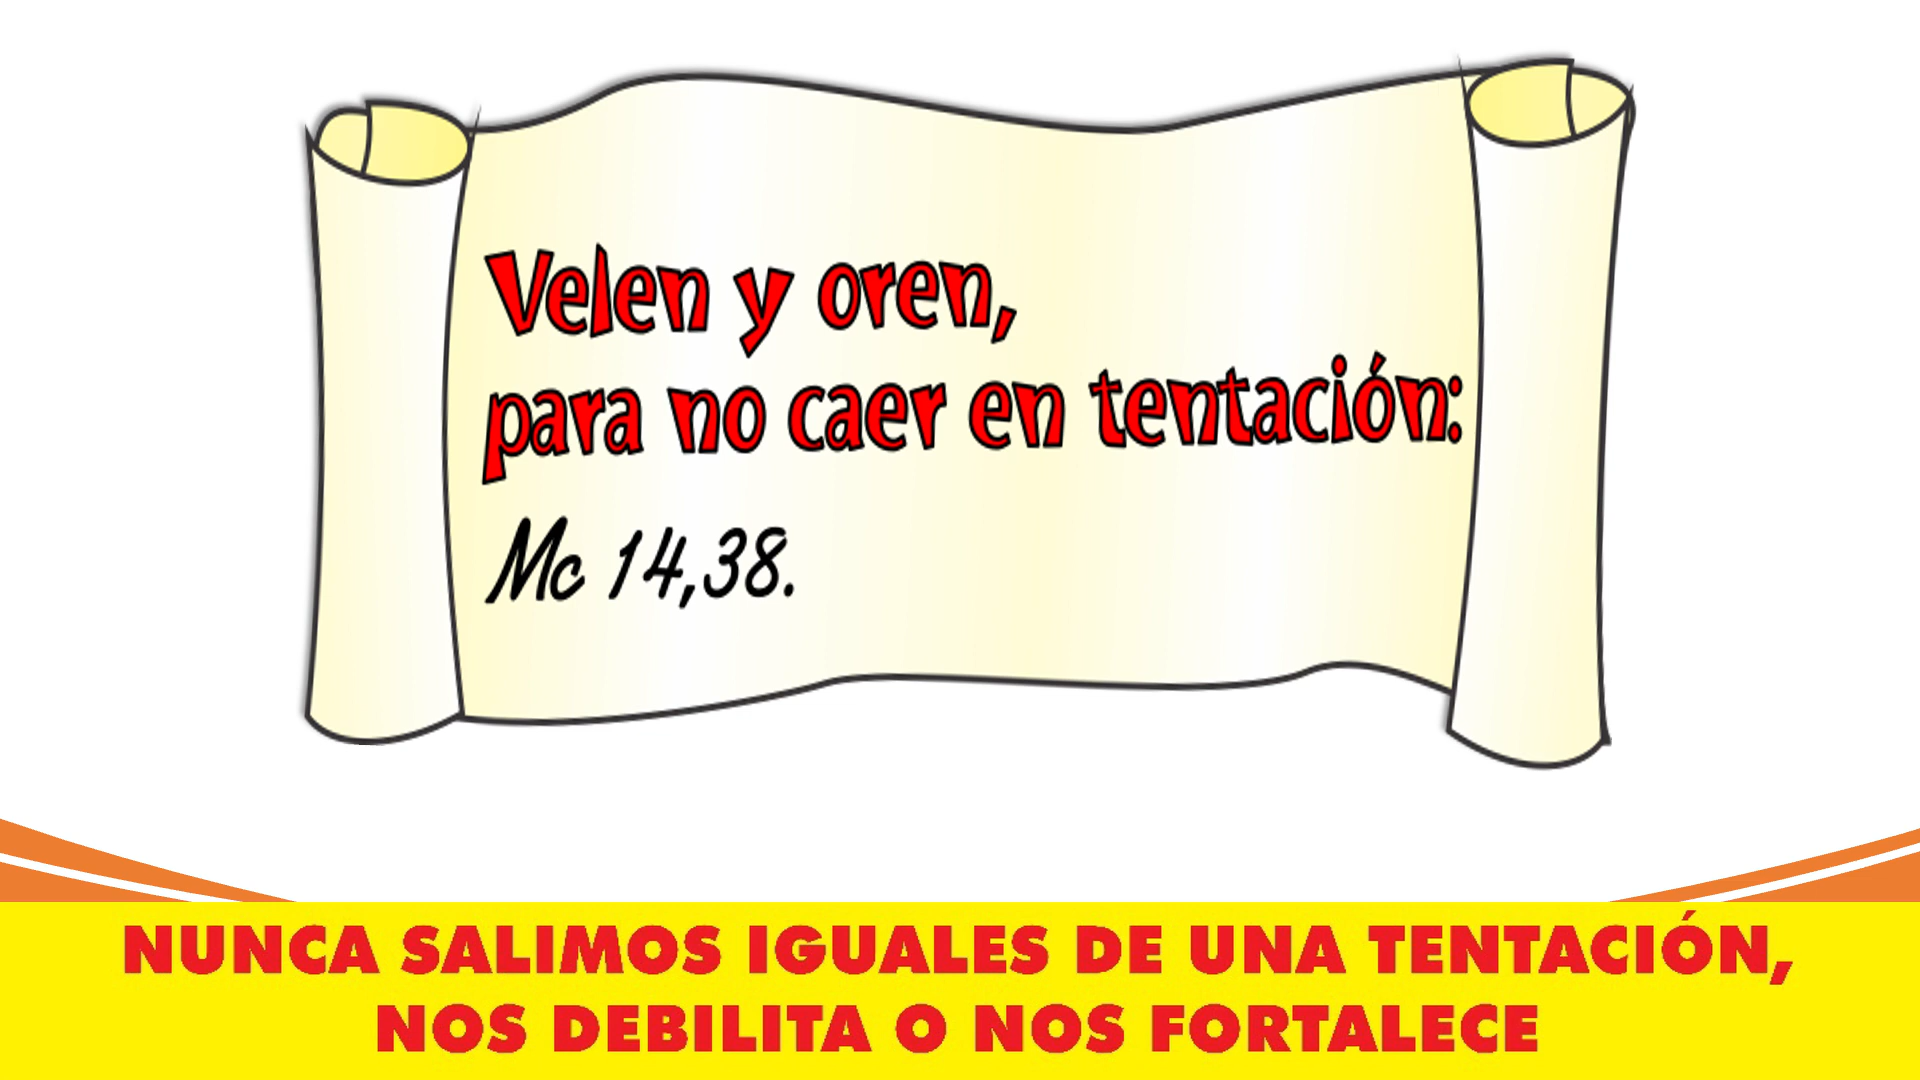 Velen y oren,
para no caer en tentación:
Mc 14,38.
NUNCA SALIMOS IGUALES DE UNA TENTACIÓN,
NOS DEBILITA O NOS FORTALECE